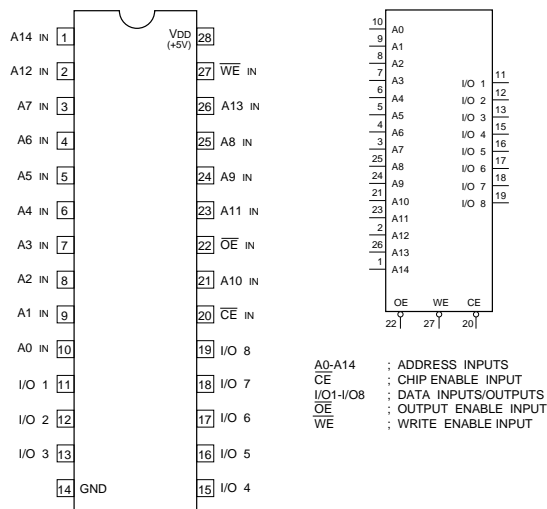 A14 IN 1
A12 IN 2
A7 IN 3
A6 IN 4
A5 IN 5
A4 IN 6
A3 IN 7
A2 IN 8
A1 IN 9
A0 IN 10
I/O 1 11
I/O 2 12
I/O 3 13
14 GND
VDD 28
(+5V)
27 WE IN
26 A13 IN
25 A8 IN
24 A9 IN
23 A11 IN
22 OE IN
21 A10 IN
20 CE IN
19 I/O 8
18 I/O 7
17 I/O 6
16 I/O 5
15 I/O 4
10 A0
9 A1
8 A2
7 A3
6 A4
5 A5
4 A6
3 A7
25 A8
24 A9
21 A10
23 A11
2 A12
26 A13
1 A14
I/O 1 11
I/O 2 12
I/O 3 13
I/O 4 15
I/O 5 16
I/O 6 17
I/O 7 18
I/O 8 19
OE WE CE
22 27 20
A0-A14 ; ADDRESS INPUTS
CE ; CHIP ENABLE INPUT
I/O1-I/O8 ; DATA INPUTS/OUTPUTS
OE ; OUTPUT ENABLE INPUT
WE ; WRITE ENABLE INPUT